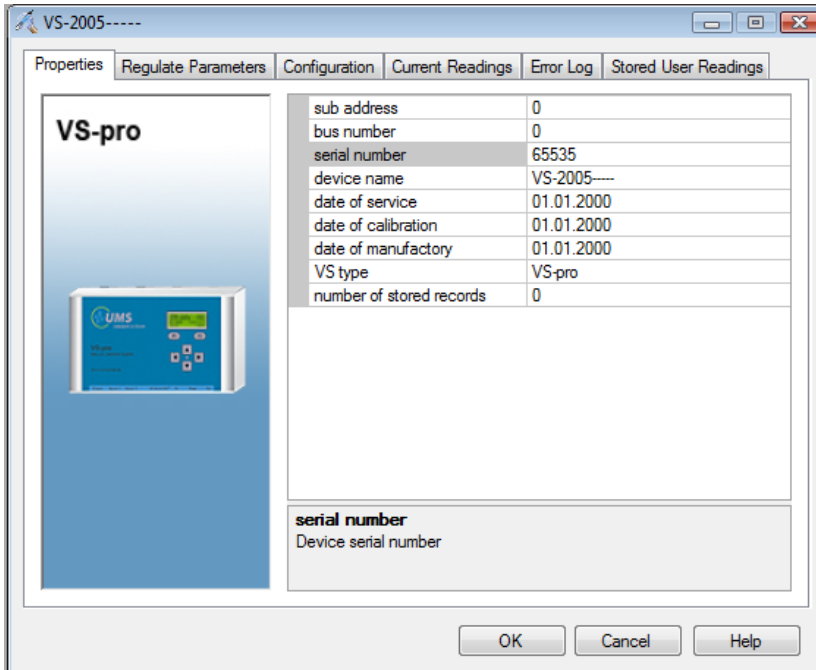 VS-2005-----
Properties
Regulate Parameters
Configuration
Current Readings
Error Log
Stored User Readings
VS-pro
UMS
sub address 0
bus number 0
serial number 65535
device name VS-2005-----
date of service 01.01.2000
date of calibration 01.01.2000
date of manufactory 01.01.2000
VS type VS-pro
number of stored records 0
serial number
Device serial number
OK
Cancel
Help